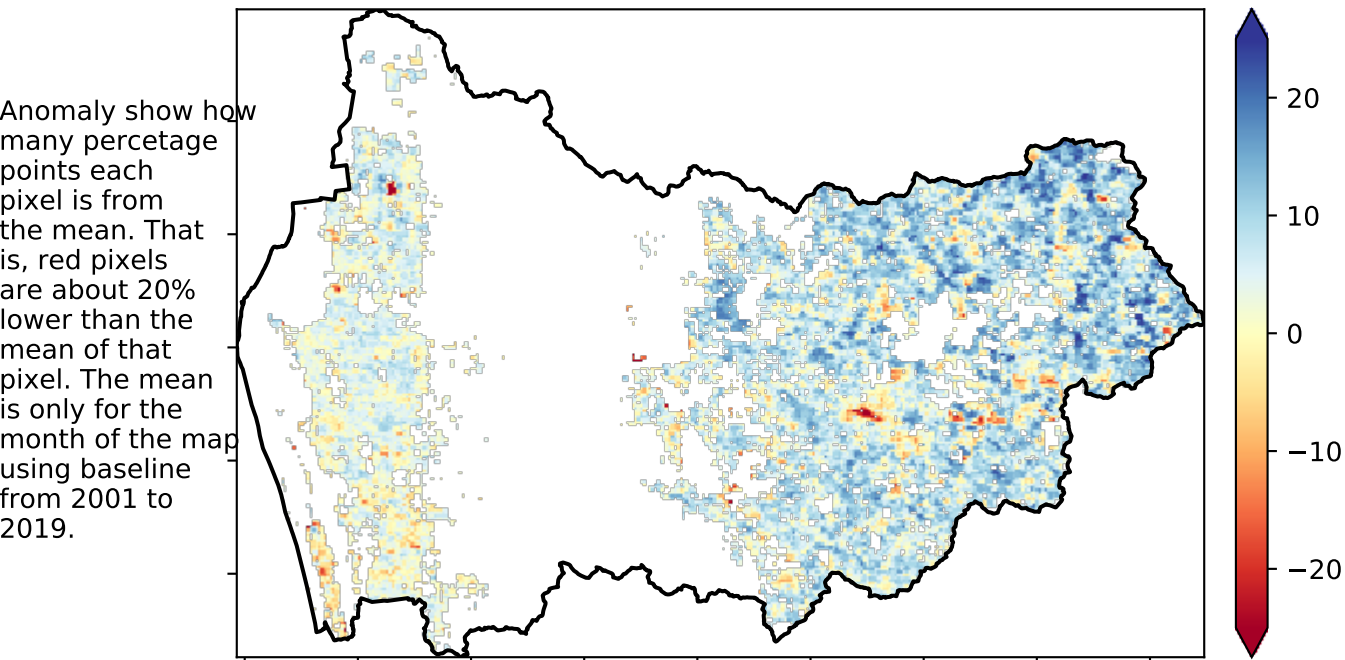 Anomaly show how
many percetage
points each
pixel is from
the mean. That
is, red pixels
are about 20%
lower than the
mean of that
pixel. The mean
is only for the
month of the map
using baseline
from 2001 to
2019.
20
10
0
−10
−20